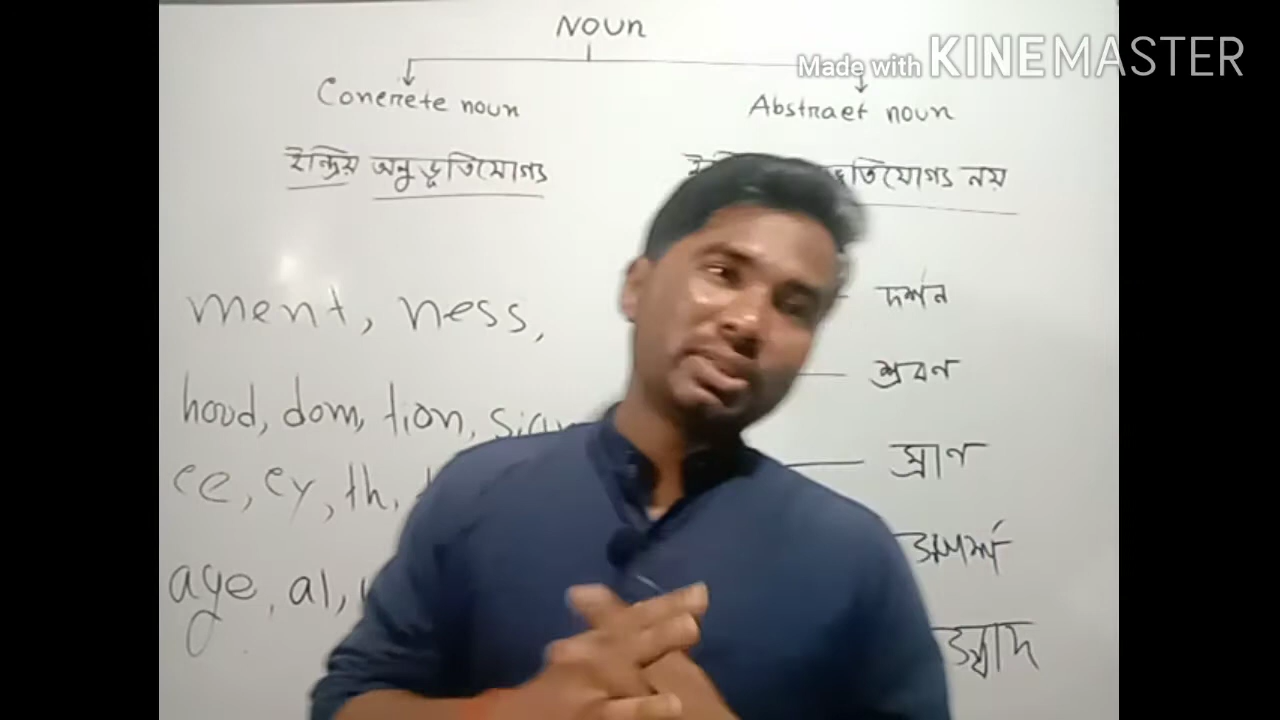 Noun
Made with KINEMASTER
Concrete noun
Abstract noun
ইন্দ্রিয় অনুভূতিযোগ্য
ভূতিযোগ্য নয়
ment, ness,
দর্শন
শ্রবণ
hood, dom, tion,
ঘ্রাণ
ce, cy, th,
স্পর্শ
age, al,
স্বাদ